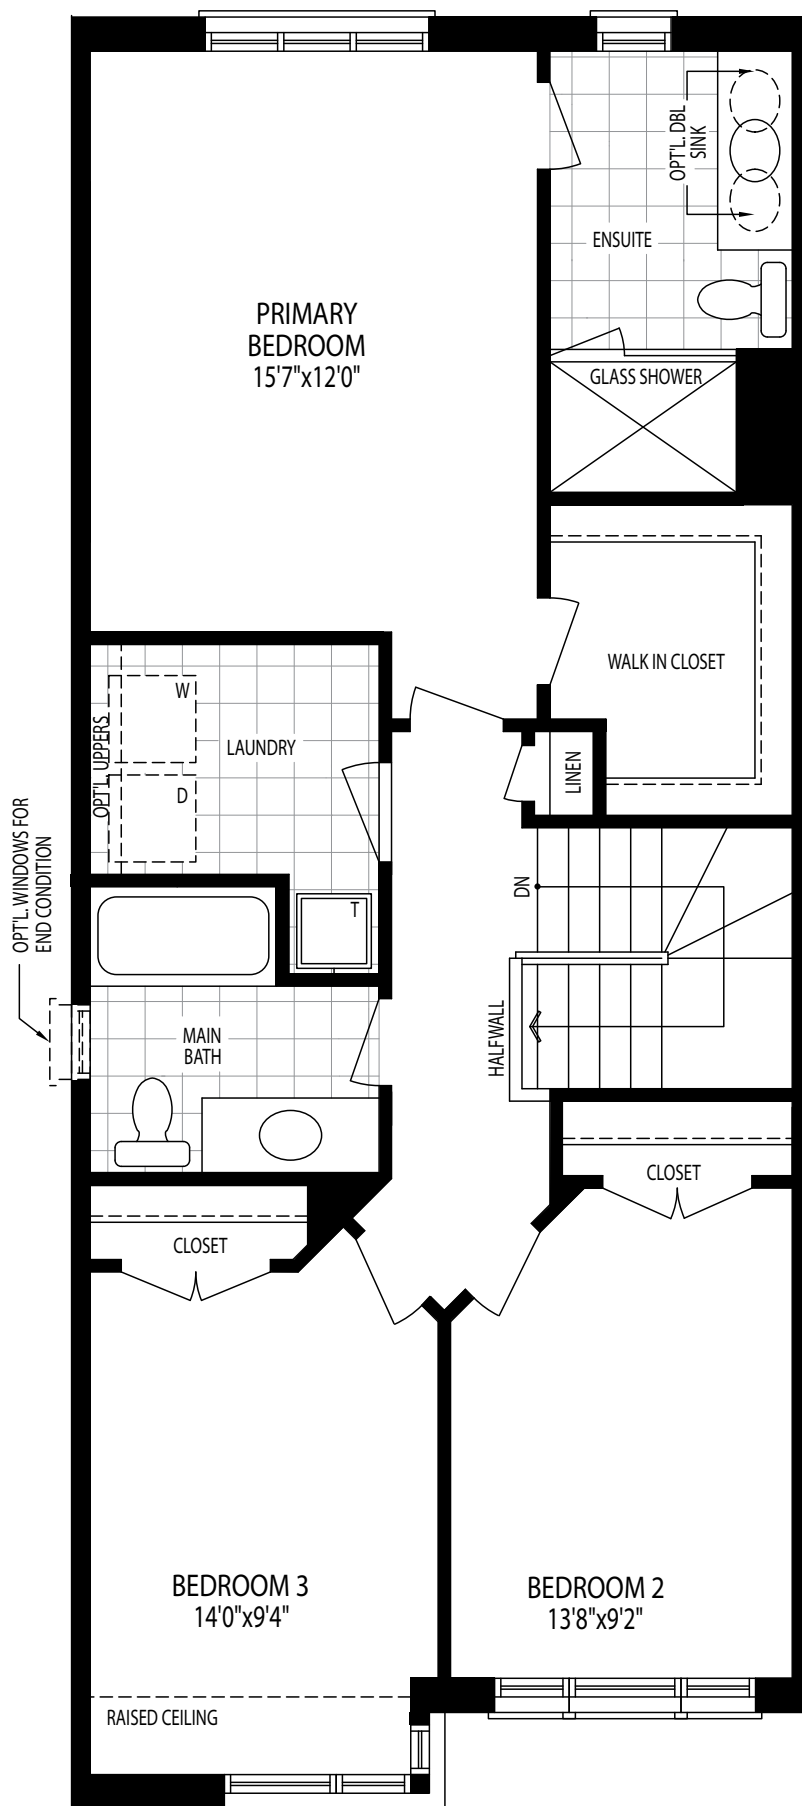 OPT'L. DBL
SINK
ENSUITE
PRIMARY
BEDROOM
15'7"x12'0"
GLASS SHOWER
WALK IN CLOSET
W
OPT'L. UPPERS
LAUNDRY
D
LINEN
OPT'L. WINDOWS FOR
END CONDITION
T
DN
HALFWALL
MAIN
BATH
CLOSET
CLOSET
BEDROOM 3
14'0"x9'4"
BEDROOM 2
13'8"x9'2"
RAISED CEILING